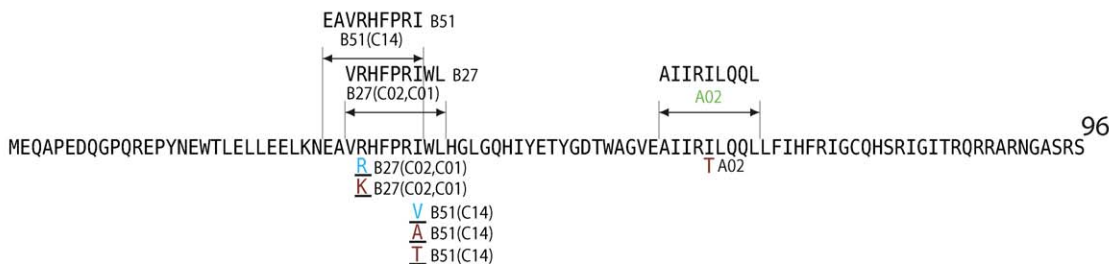 EAVRHFPRI B51
B51(C14)
VRHFPRIWL B27
B27(C02,C01)
AIIRILQQL
A02
96
MEQAPEDQGPQREPYNEWTLELLEELKNEAVRHFPRIWLHGLGQHIYETYGDTWAGVEAIIRILQQLLFIHFRIGCQHSRIGITRQRRARNGASRS
R B27(C02,C01)
T A02
K B27(C02,C01)
V B51(C14)
A B51(C14)
T B51(C14)